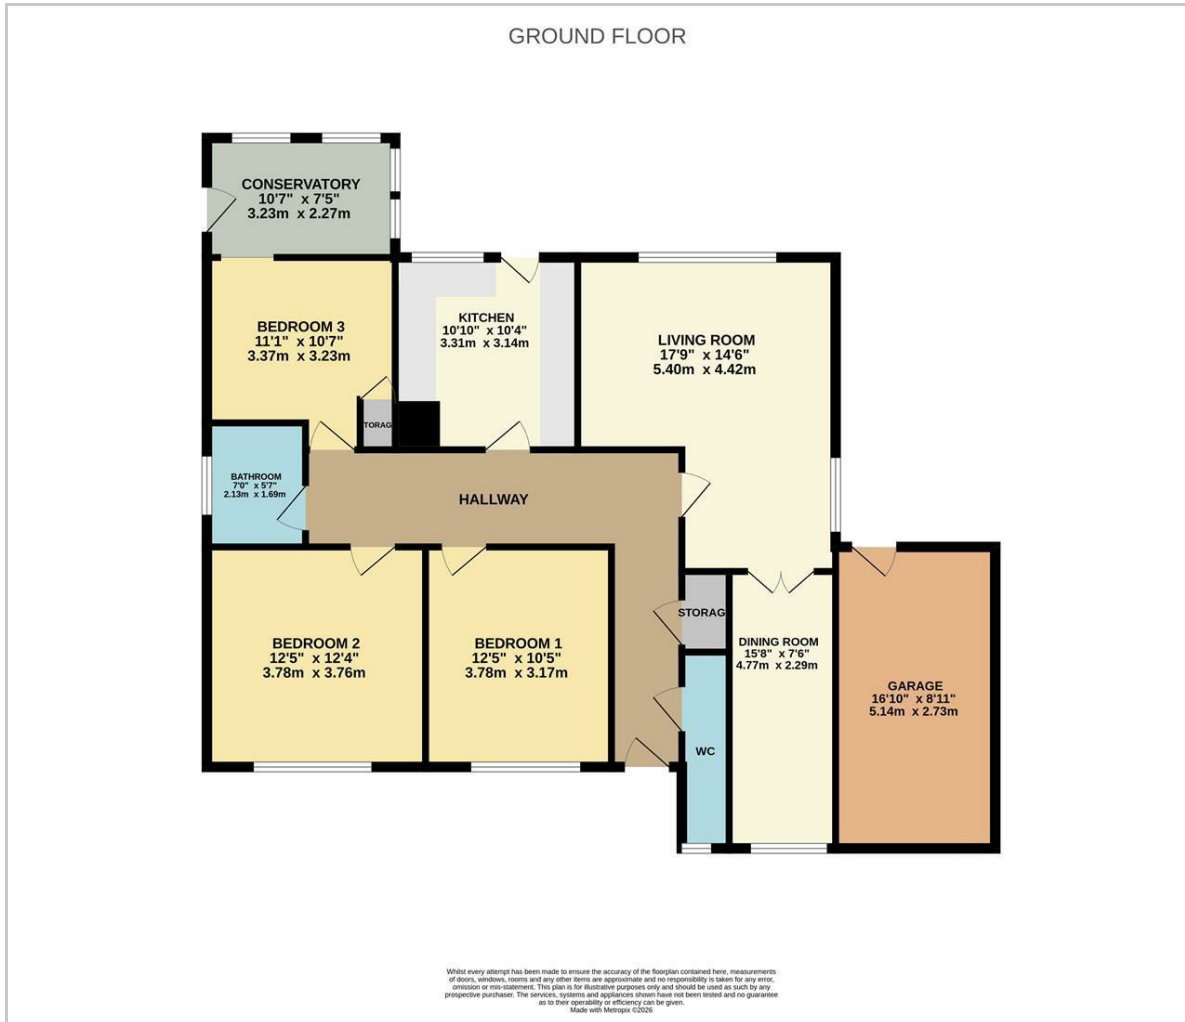 GROUND FLOOR
CONSERVATORY
10'7" x 7'5"
3.23m x 2.27m
BEDROOM 3
11'1" x 10'7"
3.37m x 3.23m
KITCHEN
10'10" x 10'4"
3.31m x 3.14m
LIVING ROOM
17'9" x 14'6"
5.40m x 4.42m
TORAG
BATHROOM
7'0" x 5'7"
2.13m x 1.69m
HALLWAY
BEDROOM 2
12'5" x 12'4"
3.78m x 3.76m
BEDROOM 1
12'5" x 10'5"
3.78m x 3.17m
STORAG
DINING ROOM
15'8" x 7'6"
4.77m x 2.29m
GARAGE
16'10" x 8'11"
5.14m x 2.73m
WC
Whilst every attempt has been made to ensure the accuracy of the floorplan contained here, measurements
of doors, windows, rooms and any other items are approximate and no responsibility is taken for any error,
omission or mis-statement. This plan is for illustrative purposes only and should be used as such by any
prospective purchaser. The services, systems and appliances shown have not been tested and no guarantee
as to their operability or efficiency can be given.
Made with Metropix ©2026